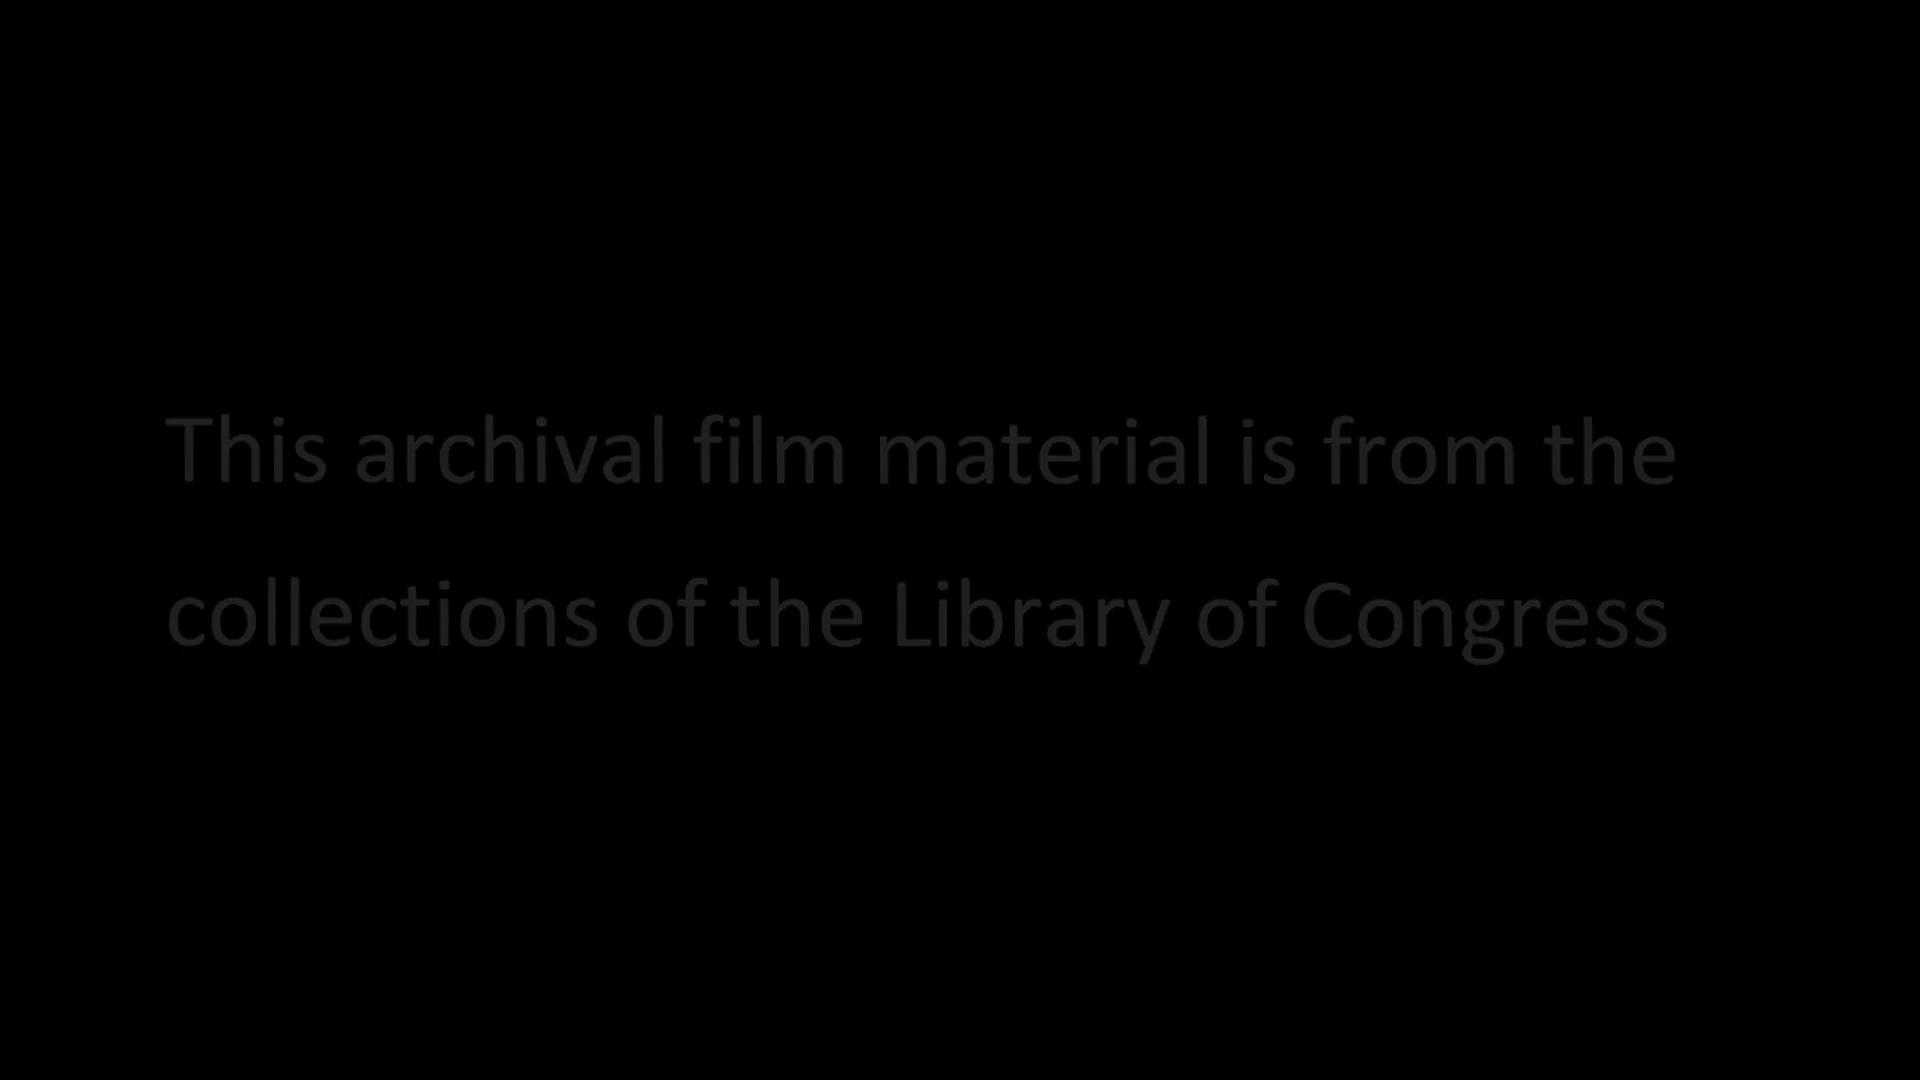 This archival film material is from the
collections of the Library of Congress